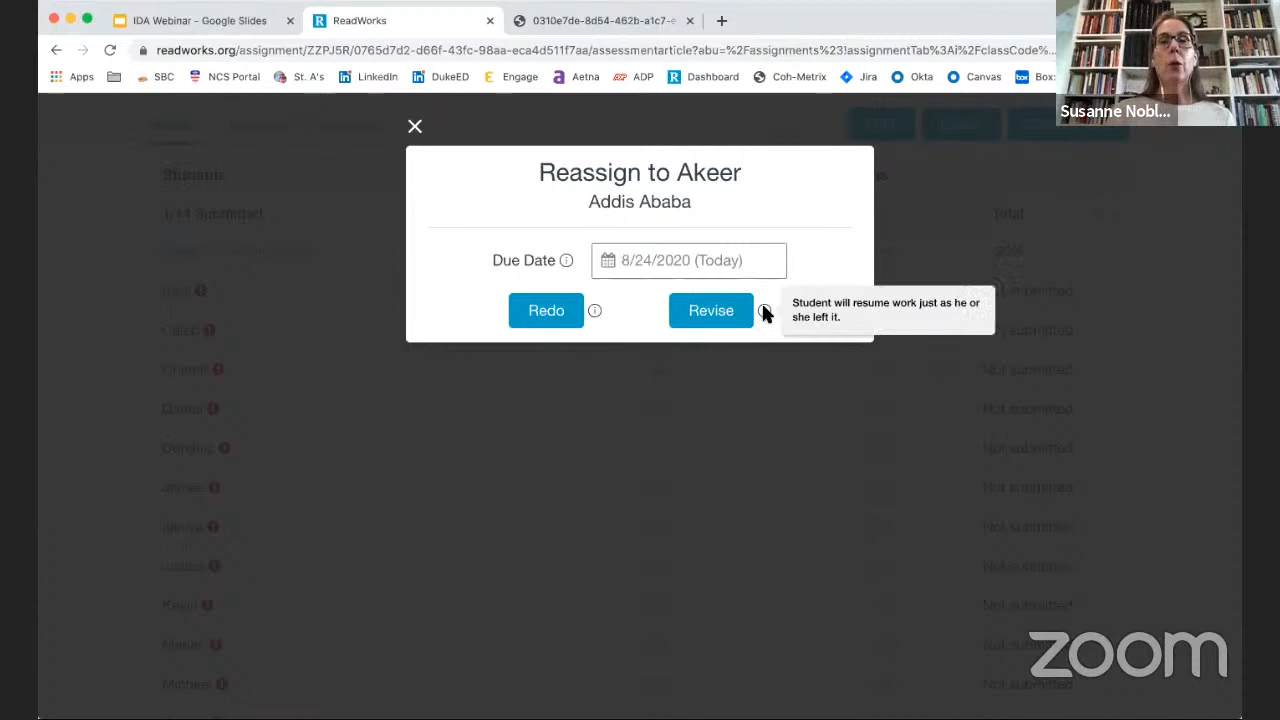 IDA Webinar – Google Slides
ReadWorks
0310e7de-8d54-462b-a1c7-e
readworks.org/assignment/ZZPJ5R/0765d7d2-d66f-43fc-98aa-eca4d511f7aa/assessmentarticle?abu=%2Fassignments%23!assignmentTab%3Ai%2FclassCode%...
Apps SBC NCS Portal St. A's LinkedIn DukeED Engage Aetna ADP Dashboard Coh-Metrix Jira Okta Canvas Box:
Susanne Nobl...
Reassign to Akeer
Addis Ababa
Due Date 8/24/2020 (Today)
Redo Revise
Student will resume work just as he or
she left it.
Students
1/14 Submitted Total
Caleb Not submitted
Not submitted
Not submitted
Not submitted
Not submitted
Not submitted
Not submitted
Kevin Not submitted
Not submitted
Michael Not submitted
zoom